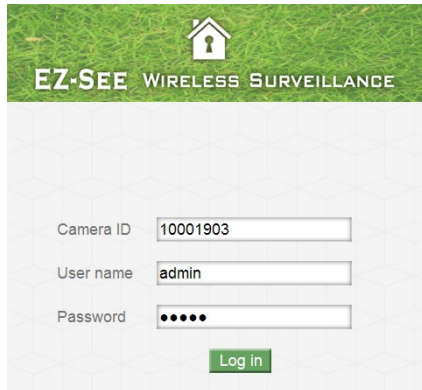 EZ-SEE WIRELESS SURVEILLANCE
Camera ID 10001903
User name admin
Password •••••
Log in